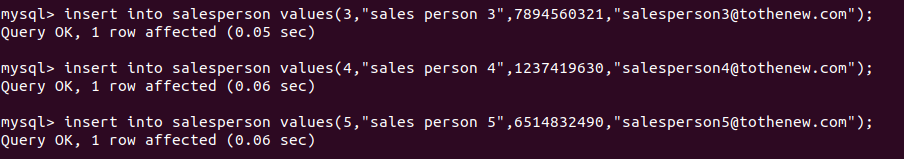 mysql> insert into salesperson values(3,"sales person 3",7894560321,"salesperson3@tothenew.com");
Query OK, 1 row affected (0.05 sec)
mysql> insert into salesperson values(4,"sales person 4",1237419630,"salesperson4@tothenew.com");
Query OK, 1 row affected (0.06 sec)
mysql> insert into salesperson values(5,"sales person 5",6514832490,"salesperson5@tothenew.com");
Query OK, 1 row affected (0.06 sec)